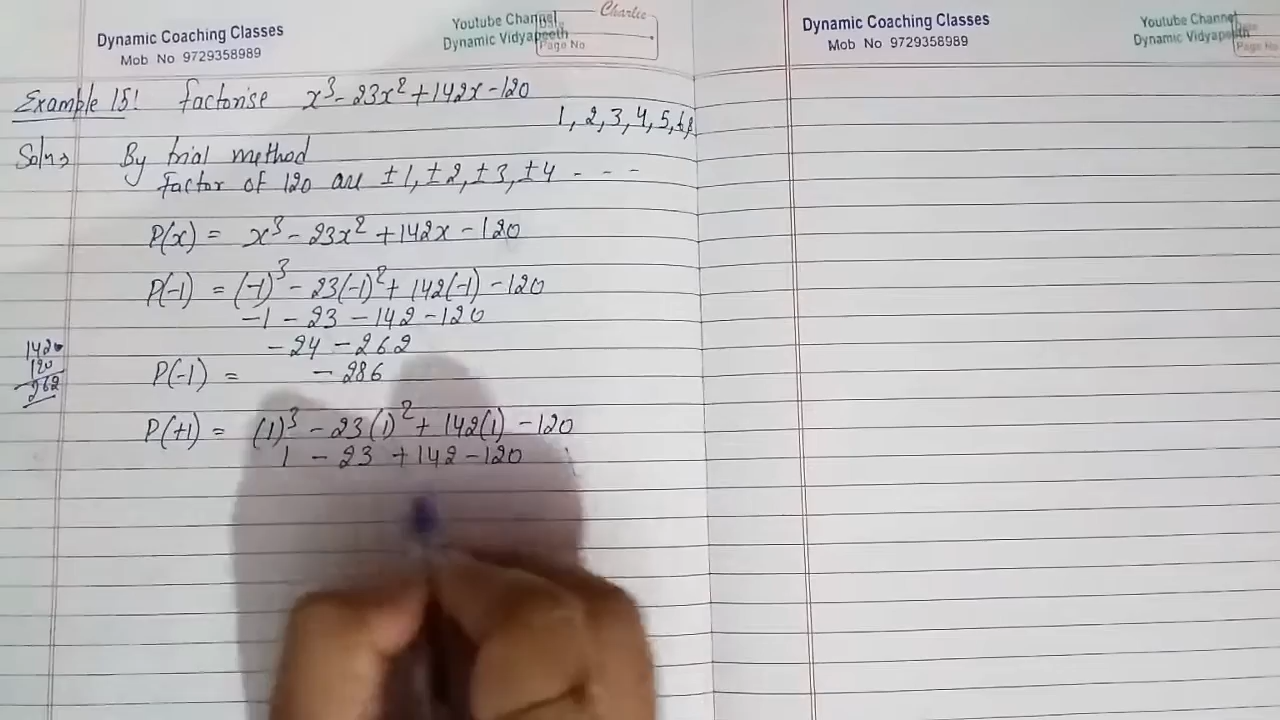 Dynamic Coaching Classes
Mob No 9729358989
Youtube Channel
Dynamic Vidyapeeth
Charlie
Page No
Dynamic Coaching Classes
Mob No 9729358989
Youtube Channel
Example 15! factorise x³ - 23x² + 142x - 120
1, 2, 3, 4, 5,
Soln⇒ By trial method
factor of 120 are ±1, ±2, ±3, ±4 - - -
P(x) = x³ - 23x² + 142x - 120
P(-1) = (-1)³ - 23(-1)² + 142(-1) - 120
-1 - 23 - 142 - 120
-24 - 262
142
120
262
P(-1) = - 286
P(+1) = (1)³ - 23(1)² + 142(1) - 120
1 - 23 + 142 - 120